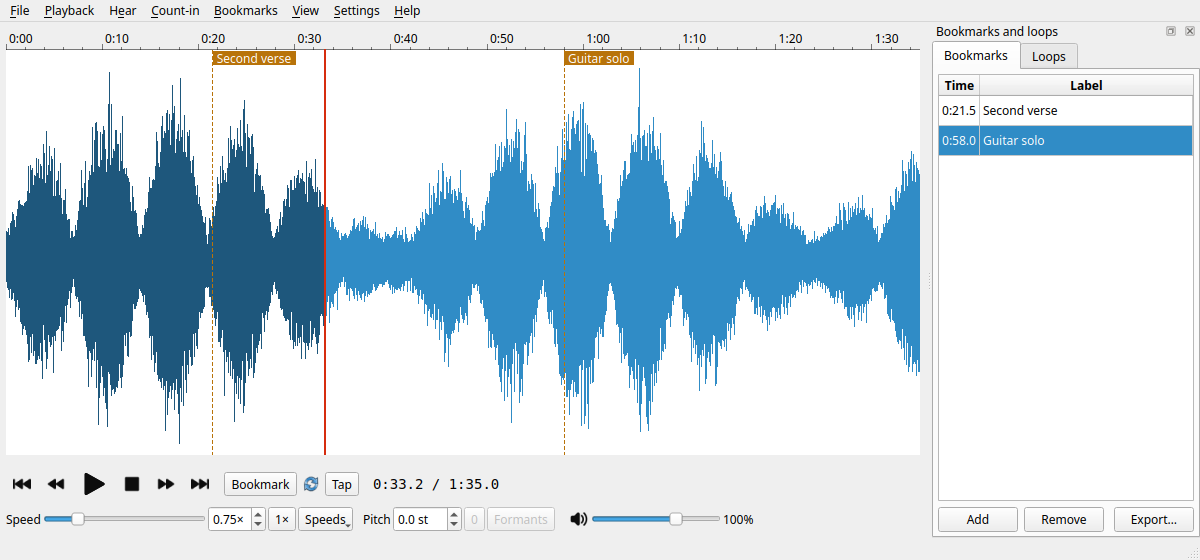 File Playback Hear Count-in Bookmarks View Settings Help
0:00 0:10 0:20 0:30 0:40 0:50 1:00 1:10 1:20 1:30
Second verse Guitar solo
Bookmark Tap 0:33.2 / 1:35.0
Speed 0.75× 1× Speeds Pitch 0.0 st 0 Formants 100%
Bookmarks and loops
Bookmarks Loops
Time Label
0:21.5 Second verse
0:58.0 Guitar solo
Add Remove Export...